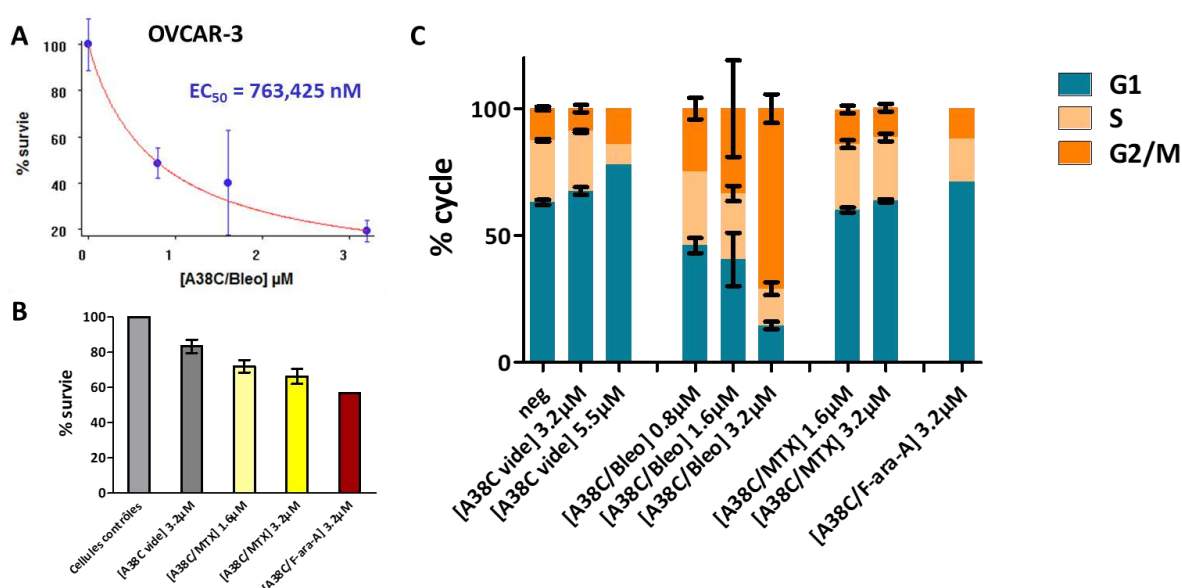 A
OVCAR-3
EC50 = 763,425 nM
% survie
100
80
60
40
20
0
1
2
3
[A38C/Bleo] µM
B
% survie
100
80
60
40
20
0
Cellules contrôles
[A38C vide] 3.2µM
[A38C/MTX] 1.6µM
[A38C/MTX] 3.2µM
[A38C/F-ara-A] 3.2µM
C
% cycle
100
50
0
neg
[A38C vide] 3.2µM
[A38C vide] 5.5µM
[A38C/Bleo] 0.8µM
[A38C/Bleo] 1.6µM
[A38C/Bleo] 3.2µM
[A38C/MTX] 1.6µM
[A38C/MTX] 3.2µM
[A38C/F-ara-A] 3.2µM
G1
S
G2/M